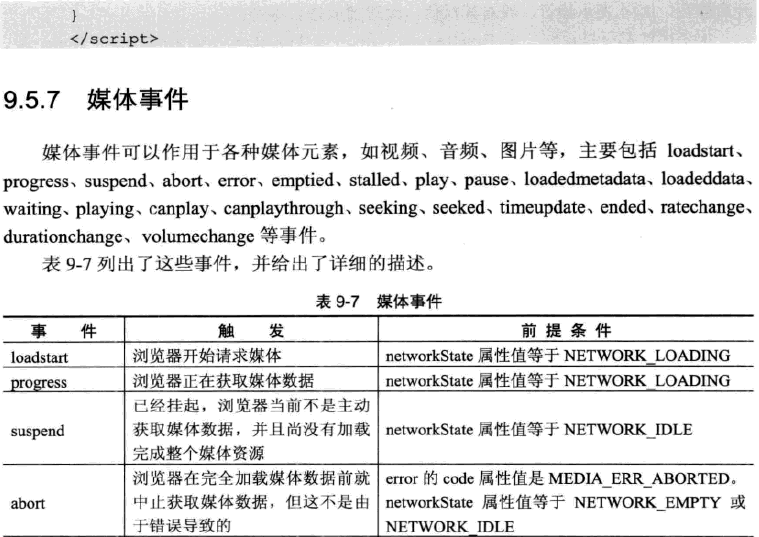 }
</script>
9.5.7 媒体事件
媒体事件可以作用于各种媒体元素，如视频、音频、图片等，主要包括 loadstart、
progress、suspend、abort、error、emptied、stalled、play、pause、loadedmetadata、loadeddata、
waiting、playing、canplay、canplaythrough、seeking、seeked、timeupdate、ended、ratechange、
durationchange、volumechange 等事件。
表 9-7 列出了这些事件，并给出了详细的描述。
表 9-7 媒体事件
事 件 触 发 前 提 条 件
loadstart 浏览器开始请求媒体 networkState 属性值等于 NETWORK_LOADING
progress 浏览器正在获取媒体数据 networkState 属性值等于 NETWORK_LOADING
已经挂起，浏览器当前不是主动
suspend 获取媒体数据，并且尚没有加载 networkState 属性值等于 NETWORK_IDLE
完成整个媒体资源
浏览器在完全加载媒体数据前就 error 的 code 属性值是 MEDIA_ERR_ABORTED。
abort 中止获取媒体数据，但这不是由 networkState 属性值等于 NETWORK_EMPTY 或
于错误导致的 NETWORK_IDLE